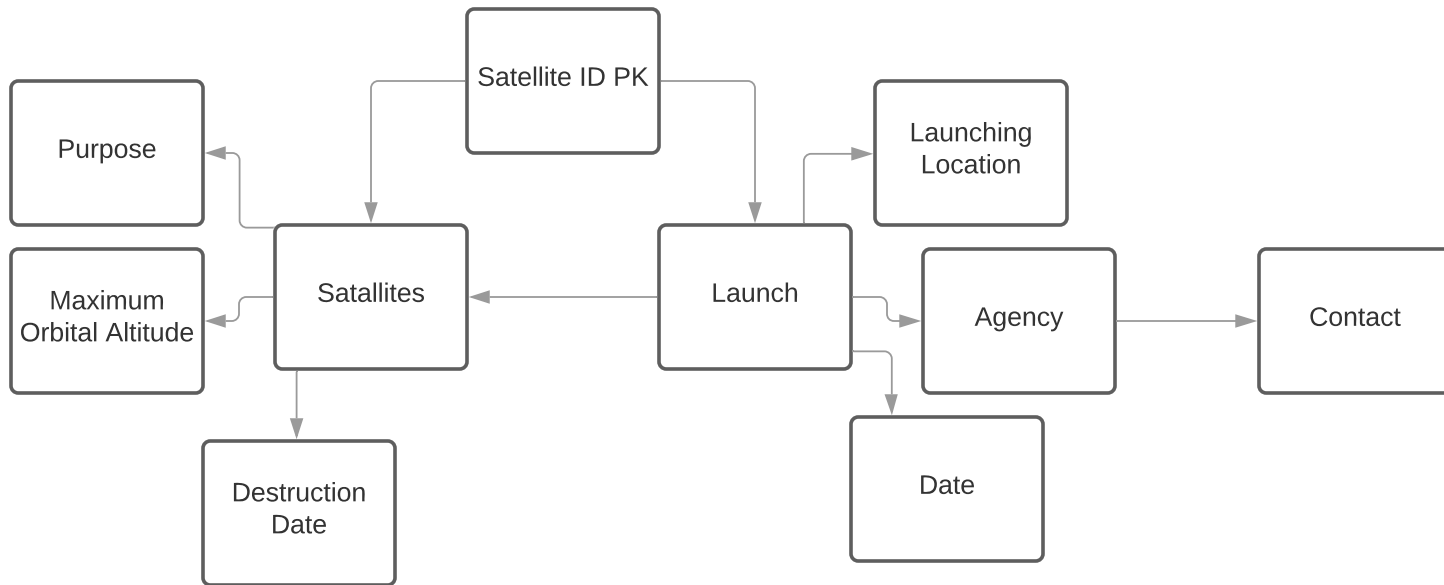 Satellite ID PK
Purpose
Launching
Location
Maximum
Orbital Altitude
Satallites
Launch
Agency
Contact
Destruction
Date
Date